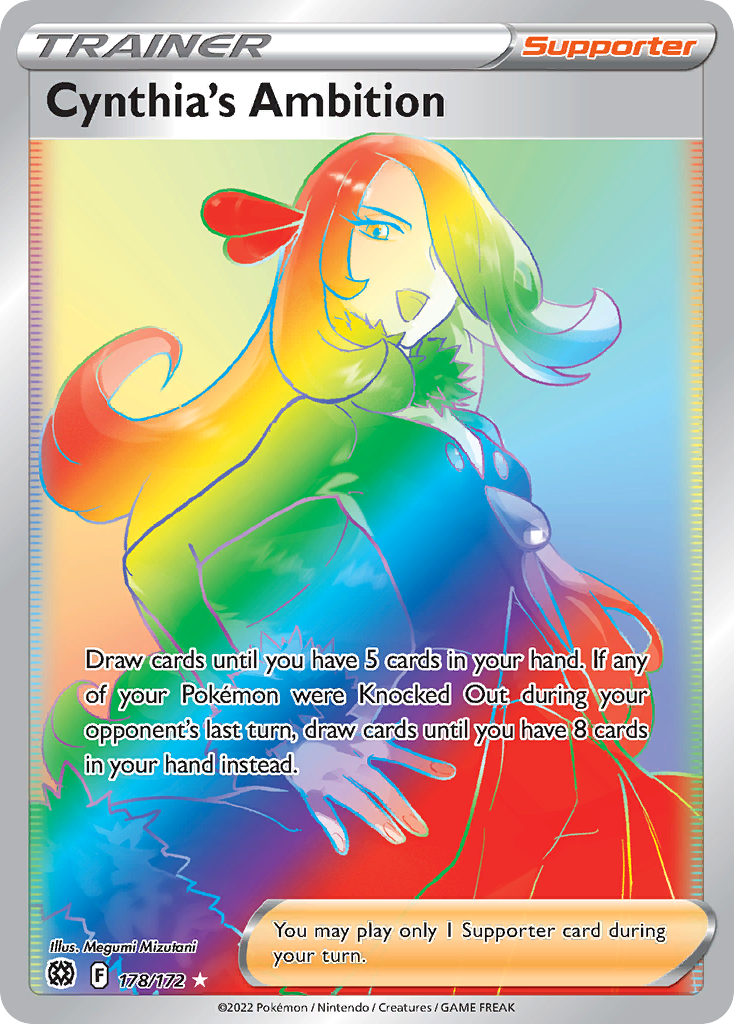 TRAINER
Supporter
Cynthia's Ambition
Draw cards until you have 5 cards in your hand. If any
of your Pokémon were Knocked Out during your
opponent's last turn, draw cards until you have 8 cards
in your hand instead.
Illus. Megumi Mizutani
F 178/172 ★
You may play only 1 Supporter card during
your turn.
©2022 Pokémon / Nintendo / Creatures / GAME FREAK